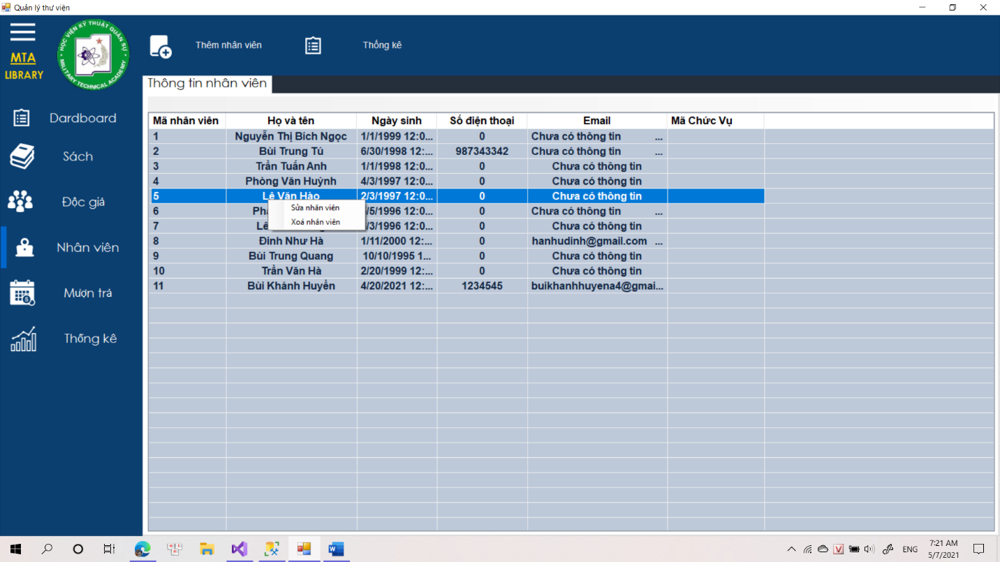 Quản lý thư viện
MTA
LIBRARY
HỌC VIỆN KỸ THUẬT QUÂN SỰ
MILITARY TECHNICAL ACADEMY
Thêm nhân viên
Thống kê
Thông tin nhân viên
Dardboard
Sách
Độc giả
Nhân viên
Mượn trả
Thống kê
Mã nhân viên Họ và tên Ngày sinh Số điện thoại Email Mã Chức Vụ
1 Nguyễn Thị Bích Ngọc 1/1/1999 12:0... 0 Chưa có thông tin ...
2 Bùi Trung Tú 6/30/1998 12:... 987343342 Chưa có thông tin ...
3 Trần Tuấn Anh 1/1/1998 12:0... 0 Chưa có thông tin
4 Phòng Văn Huỳnh 4/3/1997 12:0... 0 Chưa có thông tin
5 Lê Văn Hào 2/3/1997 12:0... 0 Chưa có thông tin
6 /5/1996 12:0... 0 Chưa có thông tin ...
7 /3/1996 12:0... 0 Chưa có thông tin
8 Đinh Như Hà 1/11/2000 12:... 0 hanhudinh@gmail.com ...
9 Bùi Trung Quang 10/10/1995 1... 0 Chưa có thông tin
10 Trần Văn Hà 2/20/1999 12:... 0 Chưa có thông tin
11 Bùi Khánh Huyền 4/20/2021 12:... 1234545 buikhanhhuyena4@gmai...
Sửa nhân viên
Xoá nhân viên
ENG
7:21 AM
5/7/2021